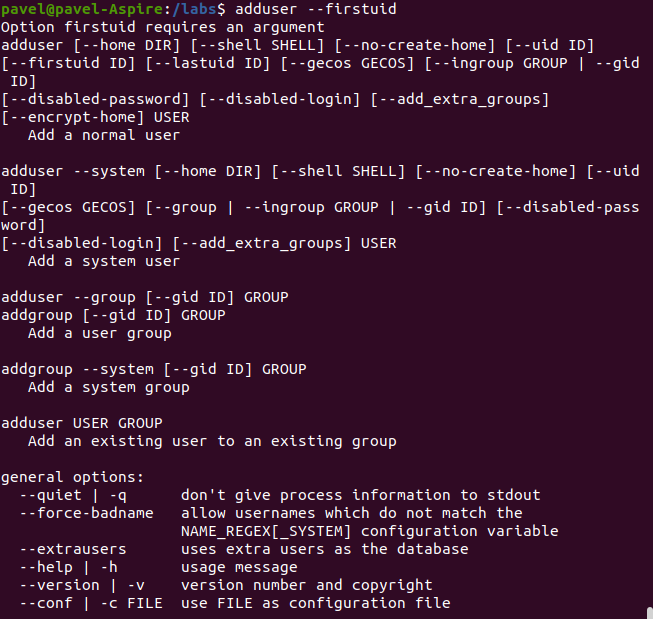 pavel@pavel-Aspire:/labs$ adduser --firstuid
Option firstuid requires an argument
adduser [--home DIR] [--shell SHELL] [--no-create-home] [--uid ID]
[--firstuid ID] [--lastuid ID] [--gecos GECOS] [--ingroup GROUP | --gid
 ID]
[--disabled-password] [--disabled-login] [--add_extra_groups]
[--encrypt-home] USER
   Add a normal user

adduser --system [--home DIR] [--shell SHELL] [--no-create-home] [--uid
 ID]
[--gecos GECOS] [--group | --ingroup GROUP | --gid ID] [--disabled-pass
word]
[--disabled-login] [--add_extra_groups] USER
   Add a system user

adduser --group [--gid ID] GROUP
addgroup [--gid ID] GROUP
   Add a user group

addgroup --system [--gid ID] GROUP
   Add a system group

adduser USER GROUP
   Add an existing user to an existing group

general options:
  --quiet | -q      don't give process information to stdout
  --force-badname   allow usernames which do not match the
                    NAME_REGEX[_SYSTEM] configuration variable
  --extrausers      uses extra users as the database
  --help | -h       usage message
  --version | -v    version number and copyright
  --conf | -c FILE  use FILE as configuration file